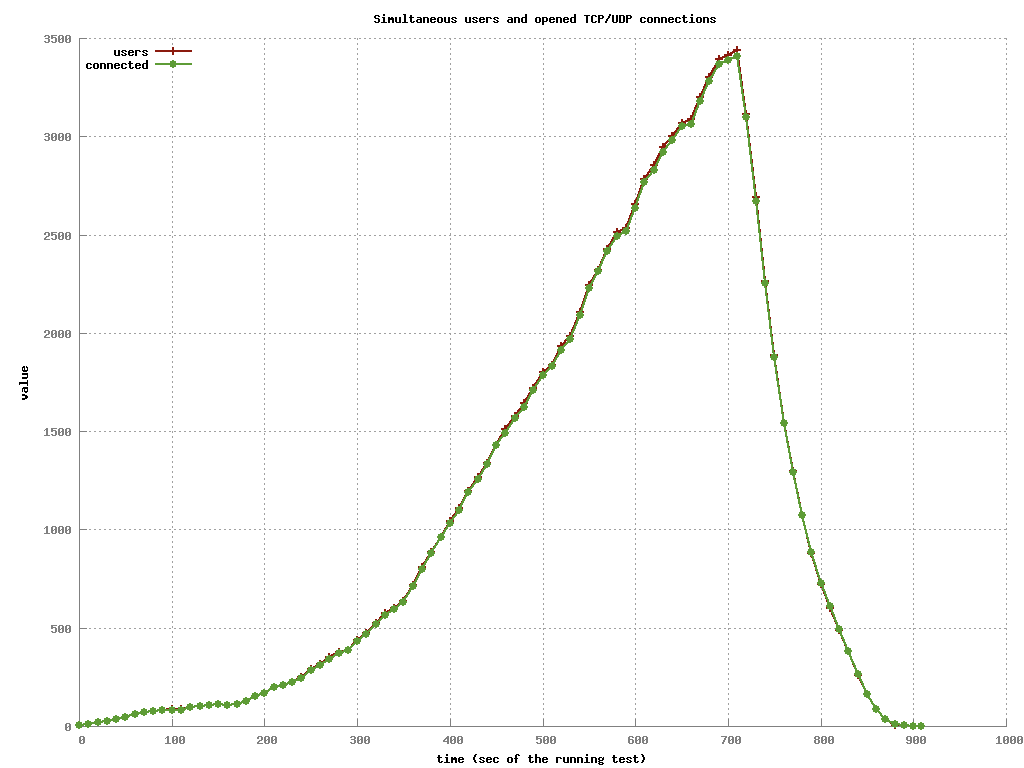 Simultaneous users and opened TCP/UDP connections
3500
users
connected
3000
2500
2000
value
1500
1000
500
0
0 100 200 300 400 500 600 700 800 900 1000
time (sec of the running test)